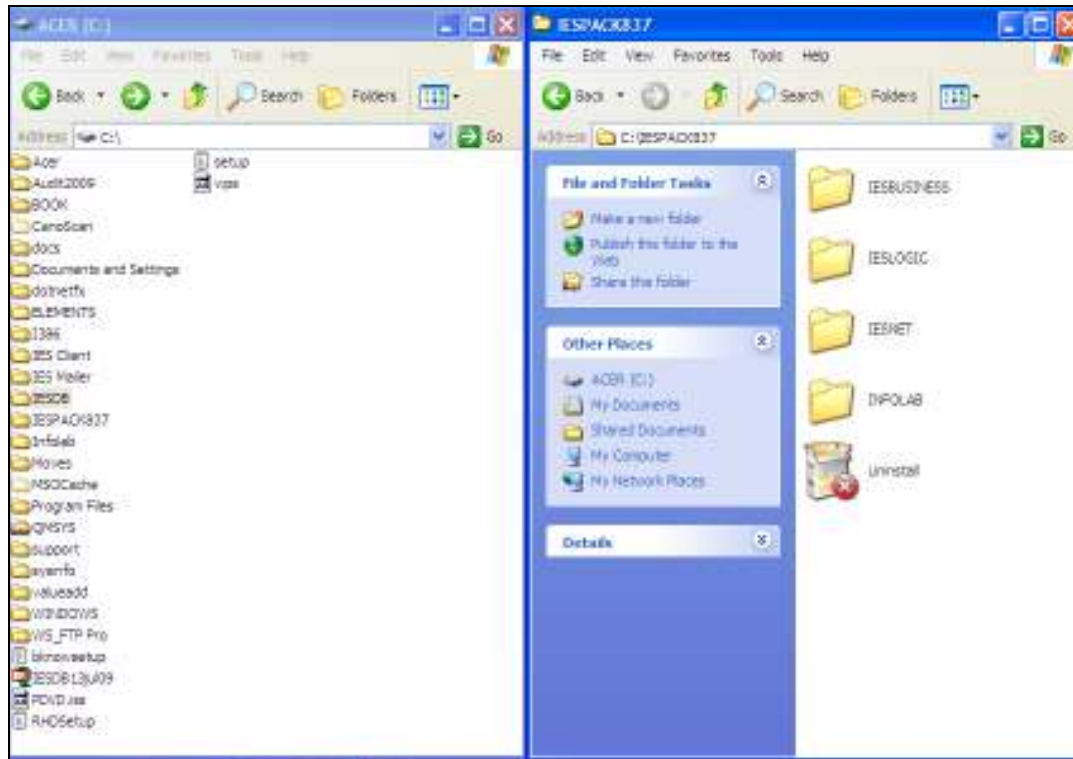 ACER (C:)
File Edit View Favorites Tools Help
Back Search Folders
Address C:\ Go
Acer
Audit2009
BOOK
CanoScan
docs
Documents and Settings
dotnetfx
ELEMENTS
I386
IES Client
IES Mailer
IESDB
IESPACK837
Infolab
Moves
MSOCache
Program Files
QMSYS
support
sysinfo
valueadd
WINDOWS
WS_FTP Pro
bknowsetup
IESDB13jul09
RHDSetup
setup
IESPACK837
File Edit View Favorites Tools Help
Back Search Folders
Address C:\IESPACK837 Go
File and Folder Tasks
Make a new folder
Publish this folder to the
Web
Share this folder
Other Places
ACER (C:)
My Documents
Shared Documents
My Computer
My Network Places
Details
IESBUSINESS
IESLOGIC
IESNET
INFOLAB
Uninstall